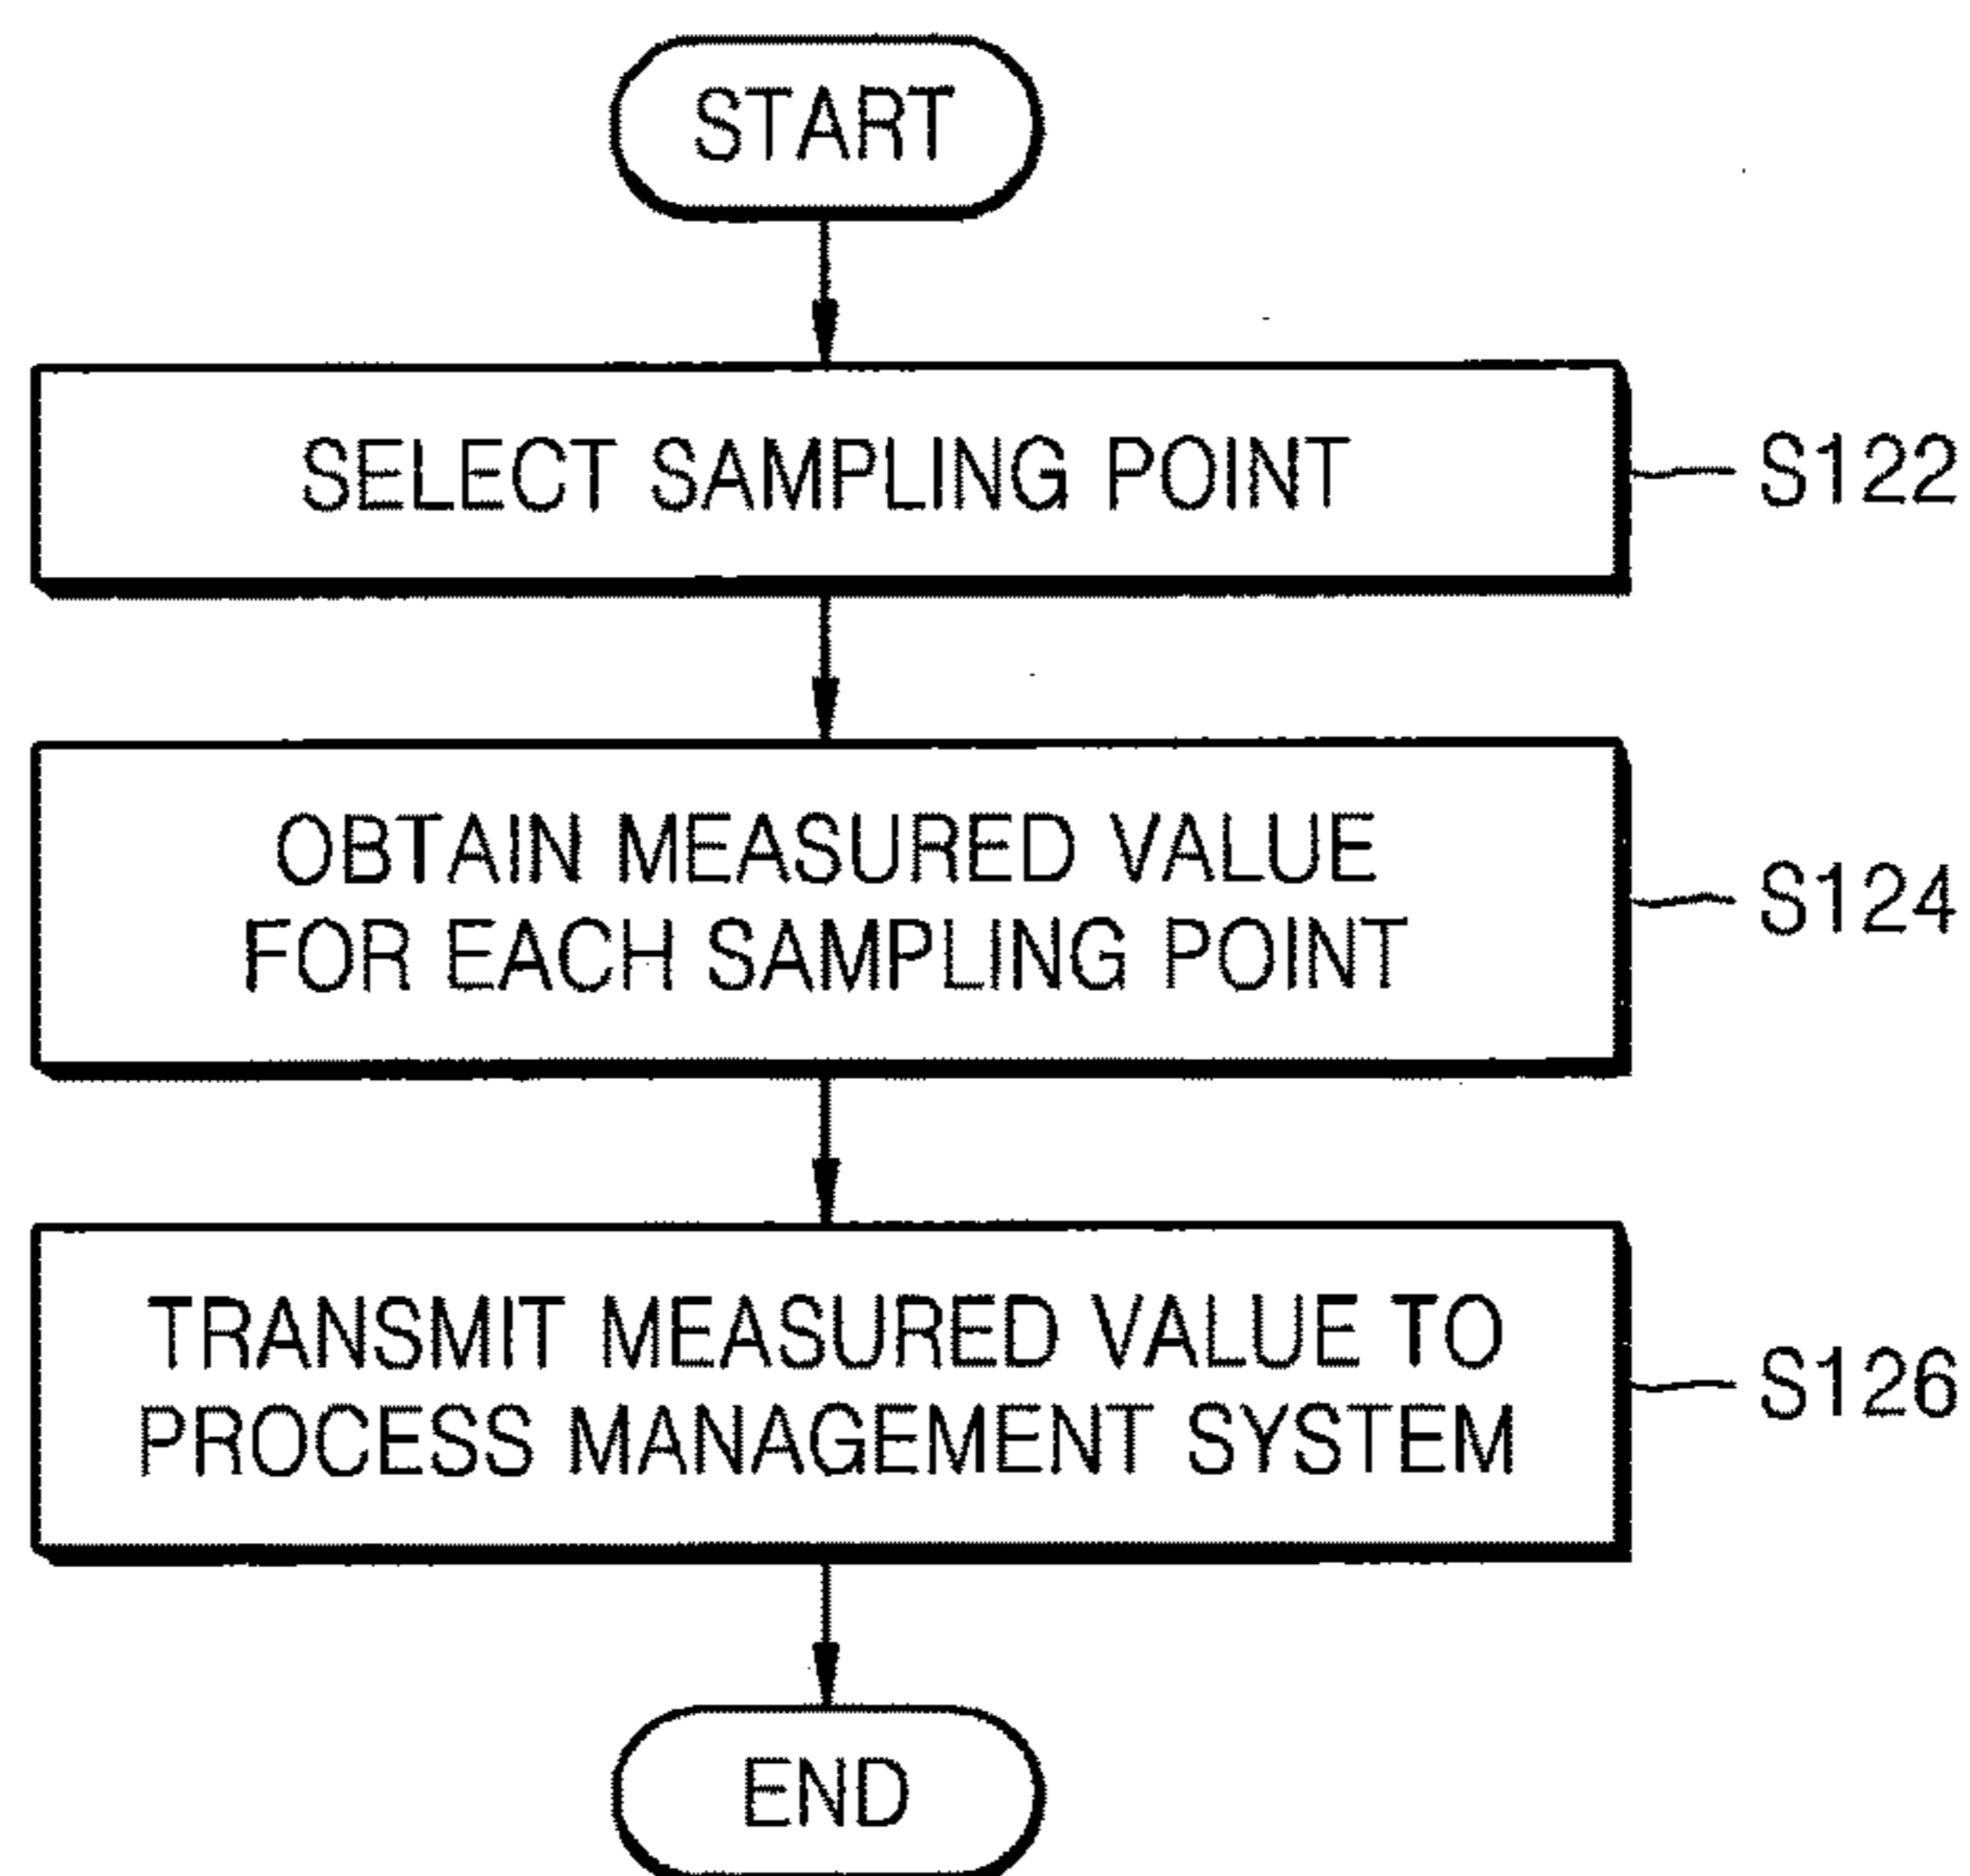 START
SELECT SAMPLING POINT
S122
OBTAIN MEASURED VALUE
FOR EACH SAMPLING POINT
S124
TRANSMIT MEASURED VALUE TO
PROCESS MANAGEMENT SYSTEM
S126
END